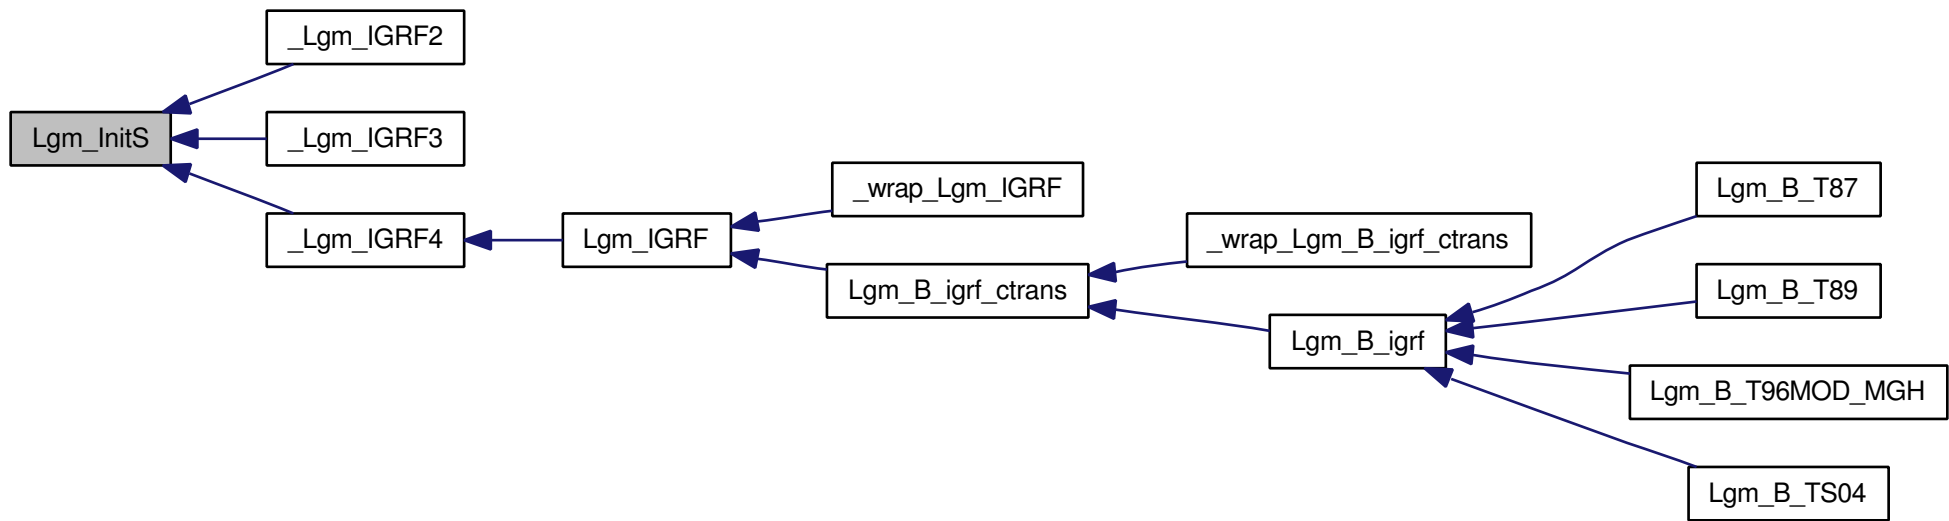 Lgm_InitS
_Lgm_IGRF2
_Lgm_IGRF3
_Lgm_IGRF4
Lgm_IGRF
_wrap_Lgm_IGRF
Lgm_B_igrf_ctrans
_wrap_Lgm_B_igrf_ctrans
Lgm_B_igrf
Lgm_B_T87
Lgm_B_T89
Lgm_B_T96MOD_MGH
Lgm_B_TS04